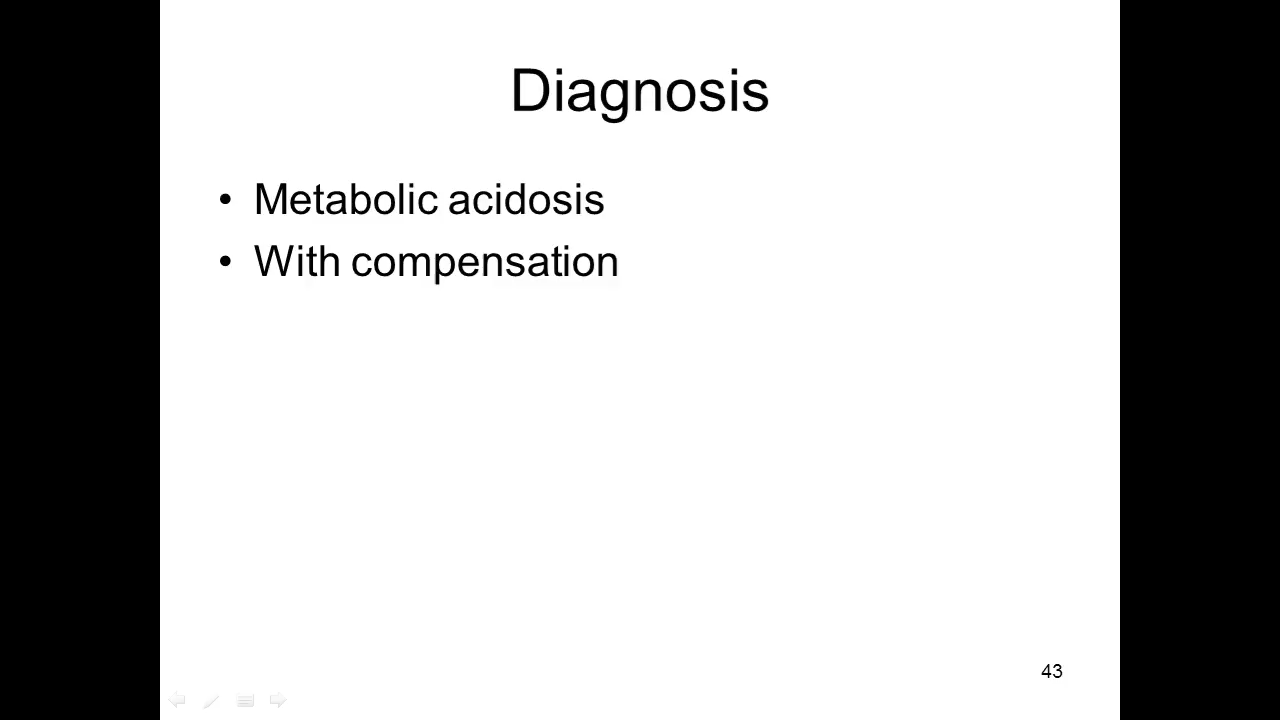 Diagnosis
• Metabolic acidosis
• With compensation
43